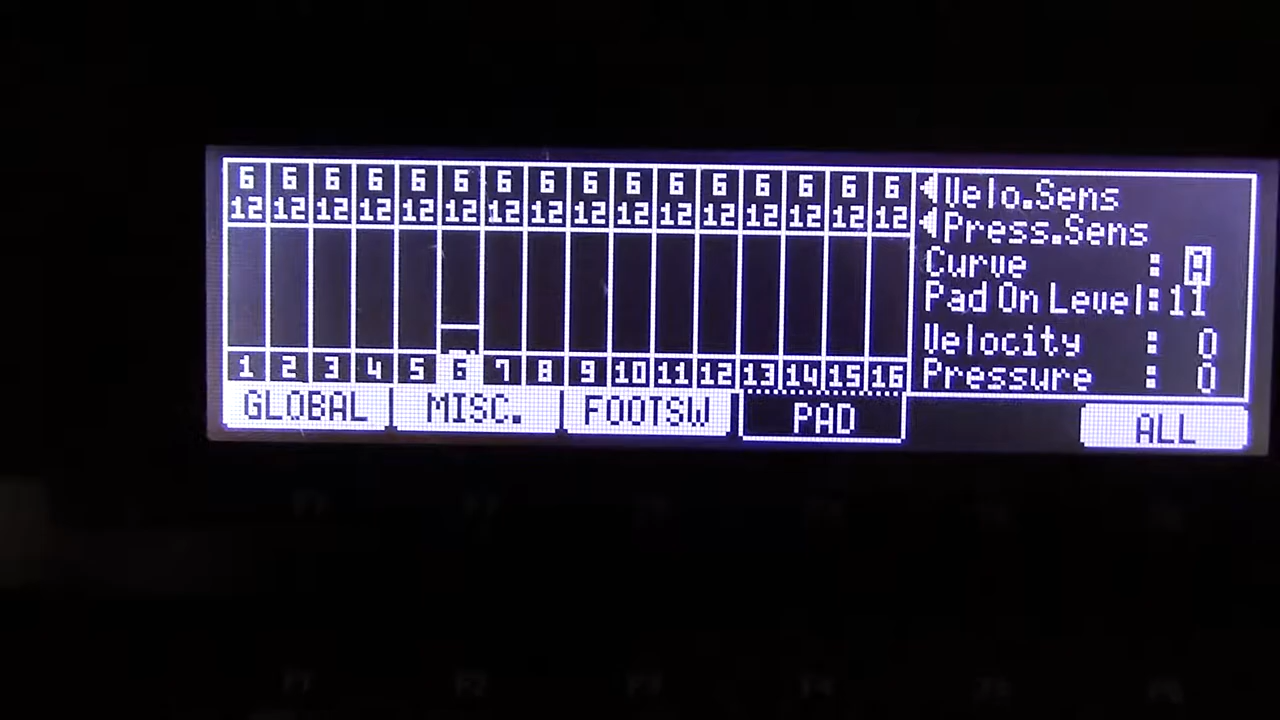 6 6 6 6 6 6 6 6 6 6 6 6 6 6 6 6 Velo.Sens
12 12 12 12 12 12 12 12 12 12 12 12 12 12 12 12 Press.Sens
Curve : A
Pad On Level:11
Velocity : 0
1 2 3 4 5 6 7 8 9 10 11 12 13 14 15 16 Pressure : 0
GLOBAL MISC. FOOTSW PAD ALL